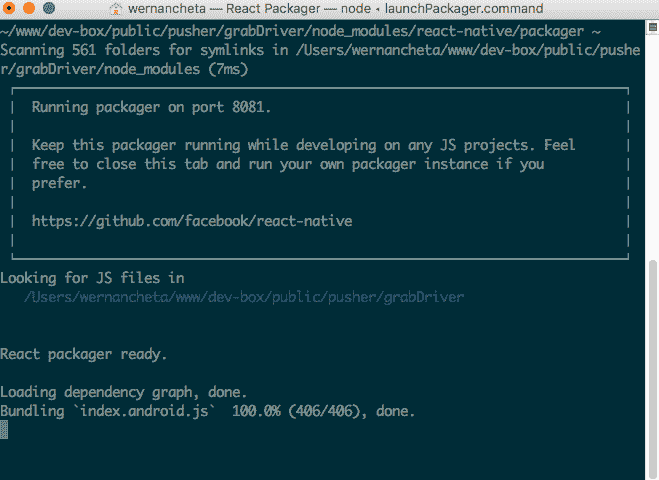 wernancheta — React Packager — node ◂ launchPackager.command
~/www/dev-box/public/pusher/grabDriver/node_modules/react-native/packager ~
Scanning 561 folders for symlinks in /Users/wernancheta/www/dev-box/public/pushe
r/grabDriver/node_modules (7ms)
Running packager on port 8081.
Keep this packager running while developing on any JS projects. Feel
free to close this tab and run your own packager instance if you
prefer.
https://github.com/facebook/react-native
Looking for JS files in
/Users/wernancheta/www/dev-box/public/pusher/grabDriver
React packager ready.
Loading dependency graph, done.
Bundling `index.android.js`  100.0% (406/406), done.